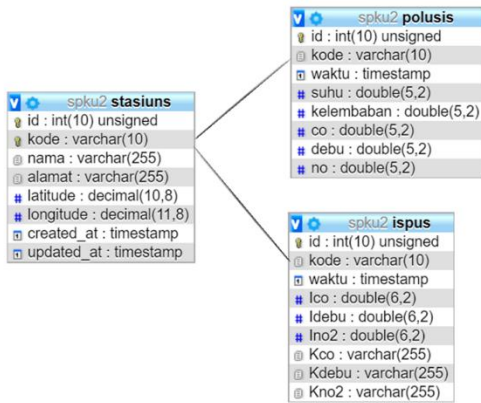 spku2 stasiuns
id : int(10) unsigned
kode : varchar(10)
nama : varchar(255)
alamat : varchar(255)
latitude : decimal(10,8)
longitude : decimal(11,8)
created_at : timestamp
updated_at : timestamp
spku2 polusis
id : int(10) unsigned
kode : varchar(10)
waktu : timestamp
suhu : double(5,2)
kelembaban : double(5,2)
co : double(5,2)
debu : double(5,2)
no : double(5,2)
spku2 ispus
id : int(10) unsigned
kode : varchar(10)
waktu : timestamp
Ico : double(6,2)
Idebu : double(6,2)
Ino2 : double(6,2)
Kco : varchar(255)
Kdebu : varchar(255)
Kno2 : varchar(255)